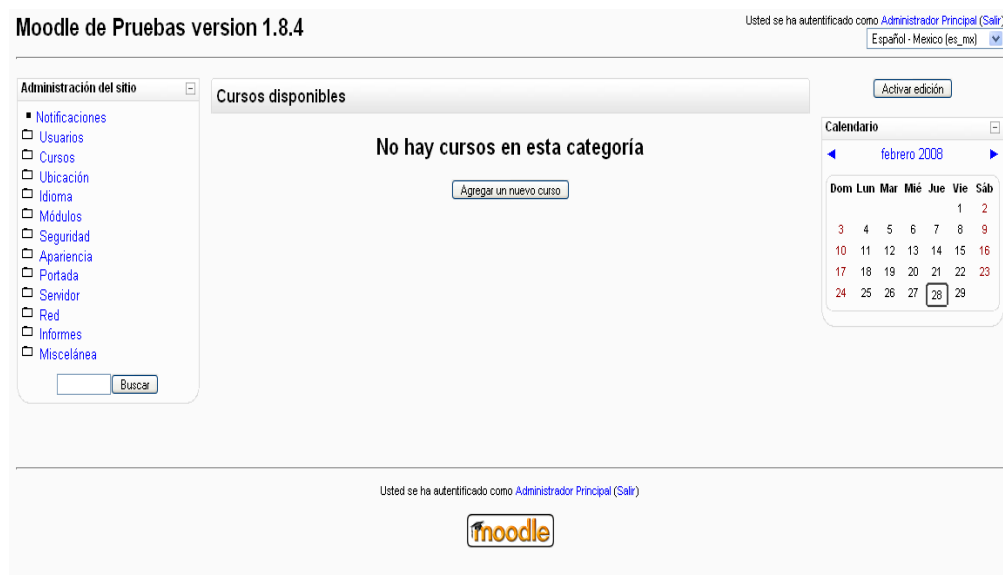 Moodle de Pruebas version 1.8.4
Usted se ha autentificado como Administrador Principal (Salir)
Español - Mexico (es_mx)
Administración del sitio
Notificaciones
Usuarios
Cursos
Ubicación
Idioma
Módulos
Seguridad
Apariencia
Portada
Servidor
Red
Informes
Miscelánea
Buscar
Cursos disponibles
No hay cursos en esta categoría
Agregar un nuevo curso
Activar edición
Calendario
febrero 2008
Dom Lun Mar Mié Jue Vie Sáb
1 2
3 4 5 6 7 8 9
10 11 12 13 14 15 16
17 18 19 20 21 22 23
24 25 26 27 28 29
Usted se ha autentificado como Administrador Principal (Salir)
moodle